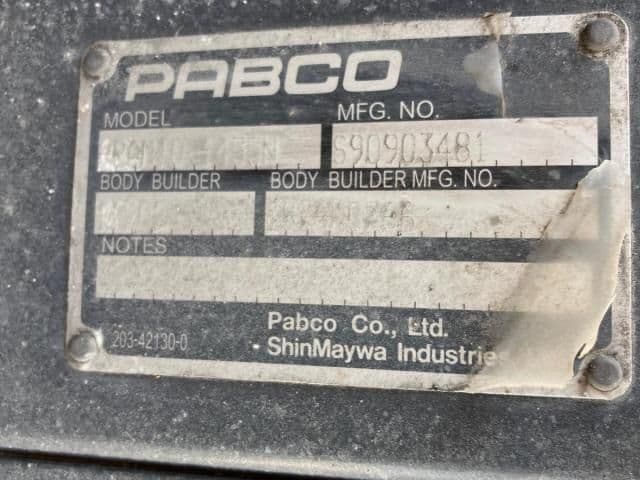 PABCO
MODEL MFG. NO.
S90903481
BODY BUILDER BODY BUILDER MFG. NO.
NOTES
203-42130-0
Pabco Co., Ltd.
ShinMaywa Industries